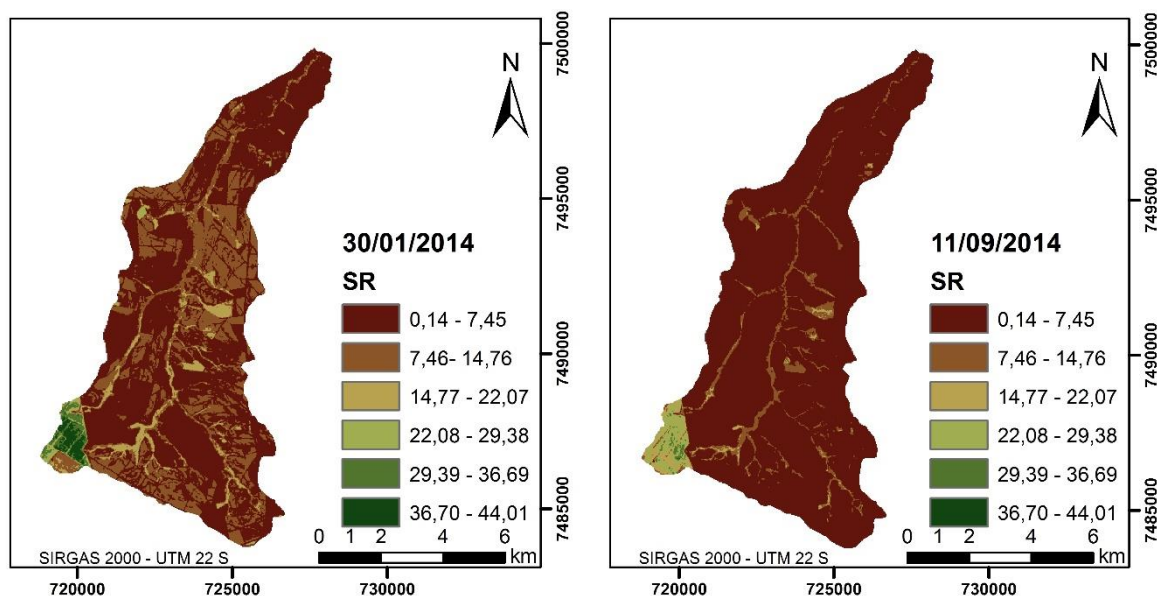 N
30/01/2014
SR
0,14 - 7,45
7,46- 14,76
14,77 - 22,07
22,08 - 29,38
29,39 - 36,69
36,70 - 44,01
0 1 2 4 6
km
SIRGAS 2000 - UTM 22 S
720000 725000 730000
7500000
7495000
7490000
7485000
N
11/09/2014
SR
0,14 - 7,45
7,46 - 14,76
14,77 - 22,07
22,08 - 29,38
29,39 - 36,69
36,70 - 44,01
0 1 2 4 6
km
SIRGAS 2000 - UTM 22 S
720000 725000 730000
7500000
7495000
7490000
7485000